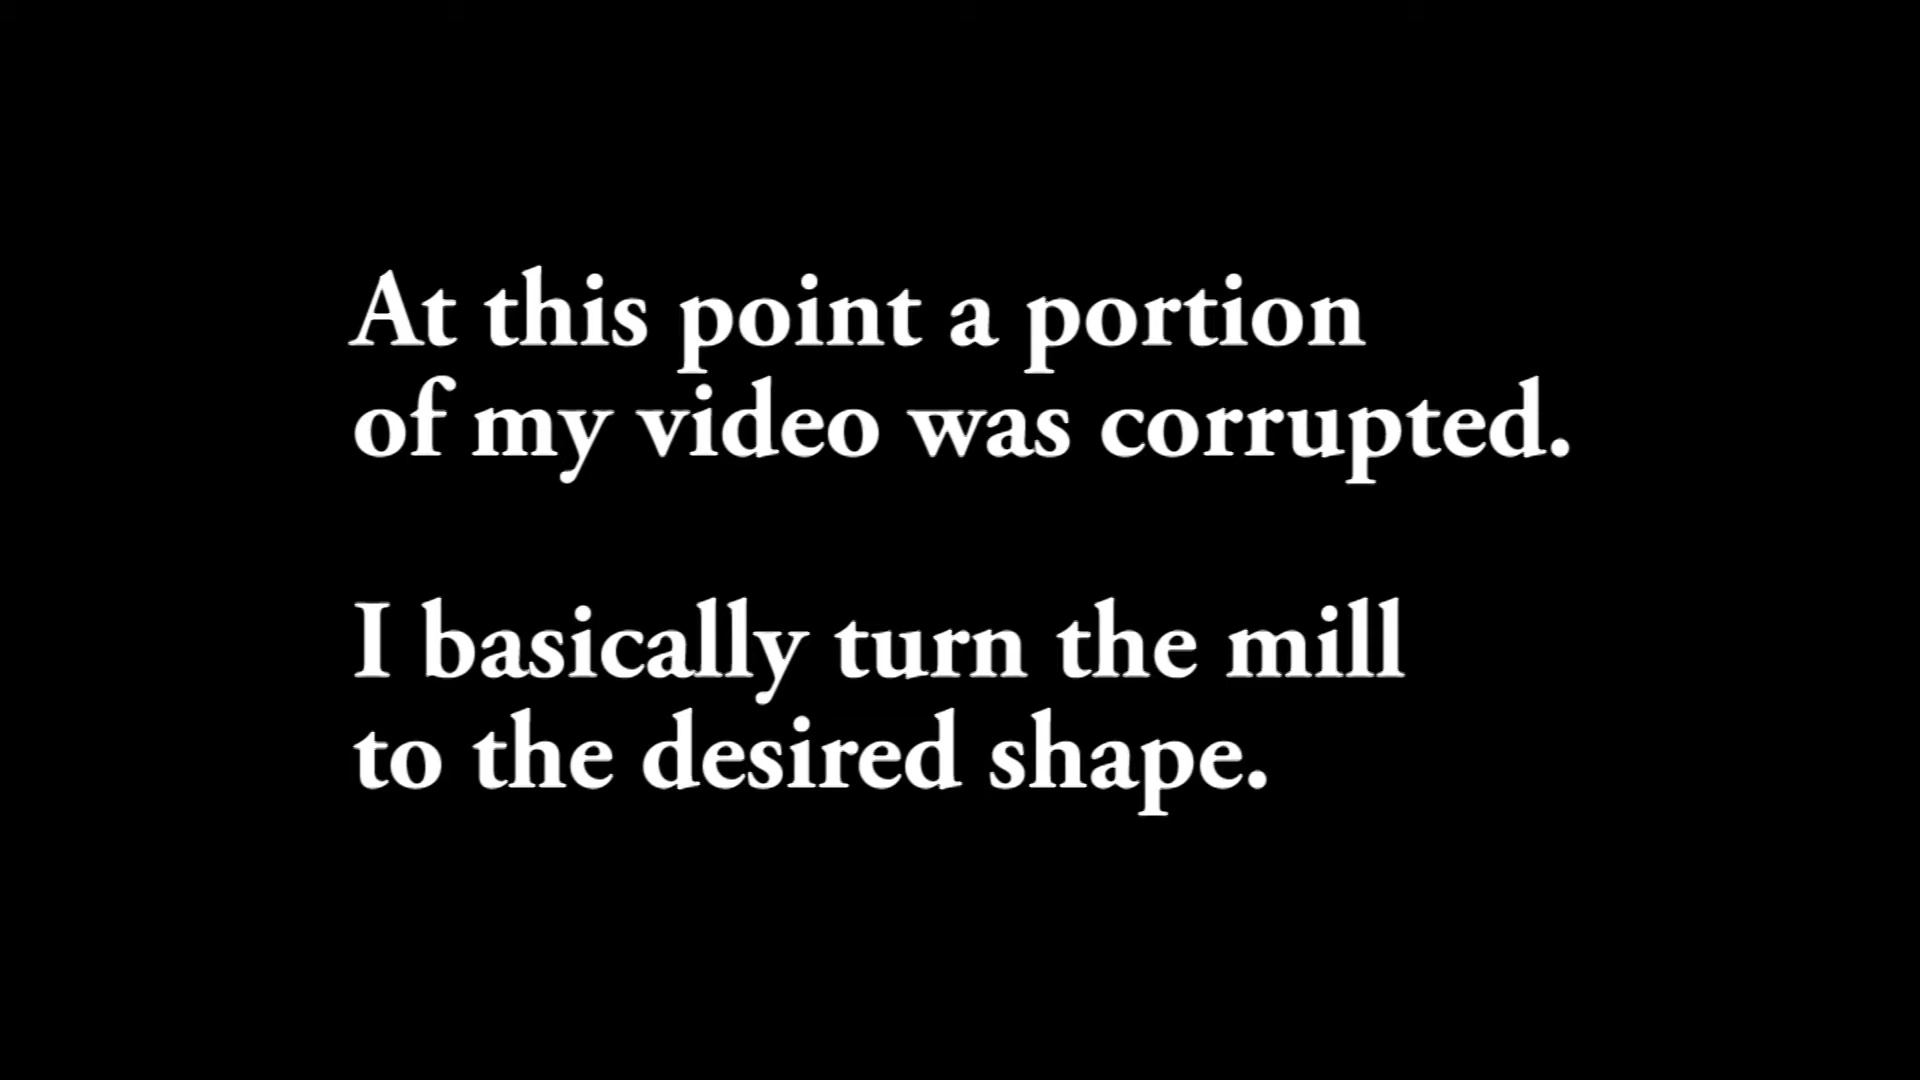 At this point a portion
of my video was corrupted.
I basically turn the mill
to the desired shape.